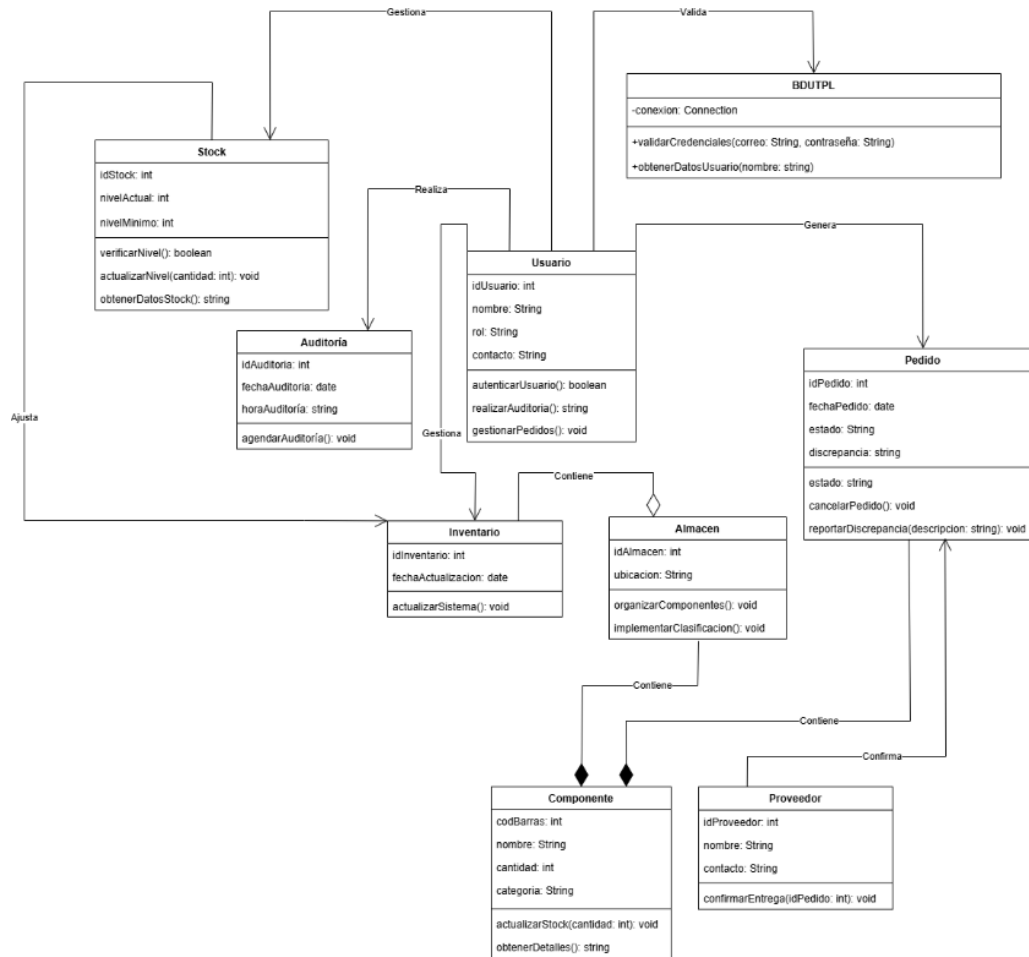 Gestiona
Valida
BDUTPL
-conexion: Connection
+validarCredenciales(correo: String, contraseña: String)
+obtenerDatosUsuario(nombre: string)
Stock
idStock: int
nivelActual: int
nivelMinimo: int
verificarNivel(): boolean
actualizarNivel(cantidad: int): void
obtenerDatosStock(): string
Realiza
Genera
Usuario
idUsuario: int
nombre: String
rol: String
contacto: String
autenticarUsuario(): boolean
realizarAuditoria(): string
gestionarPedidos(): void
Auditoría
idAuditoria: int
fechaAuditoria: date
horaAuditoría: string
agendarAuditoría(): void
Pedido
idPedido: int
fechaPedido: date
estado: String
discrepancia: string
estado: string
cancelarPedido(): void
reportarDiscrepancia(descripcion: string): void
Ajusta
Gestiona
Contiene
Inventario
idInventario: int
fechaActualizacion: date
actualizarSistema(): void
Almacen
idAlmacen: int
ubicacion: String
organizarComponentes(): void
implementarClasificacion(): void
Contiene
Contiene
Confirma
Componente
codBarras: int
nombre: String
cantidad: int
categoria: String
actualizarStock(cantidad: int): void
obtenerDetalles(): string
Proveedor
idProveedor: int
nombre: String
contacto: String
confirmarEntrega(idPedido: int): void